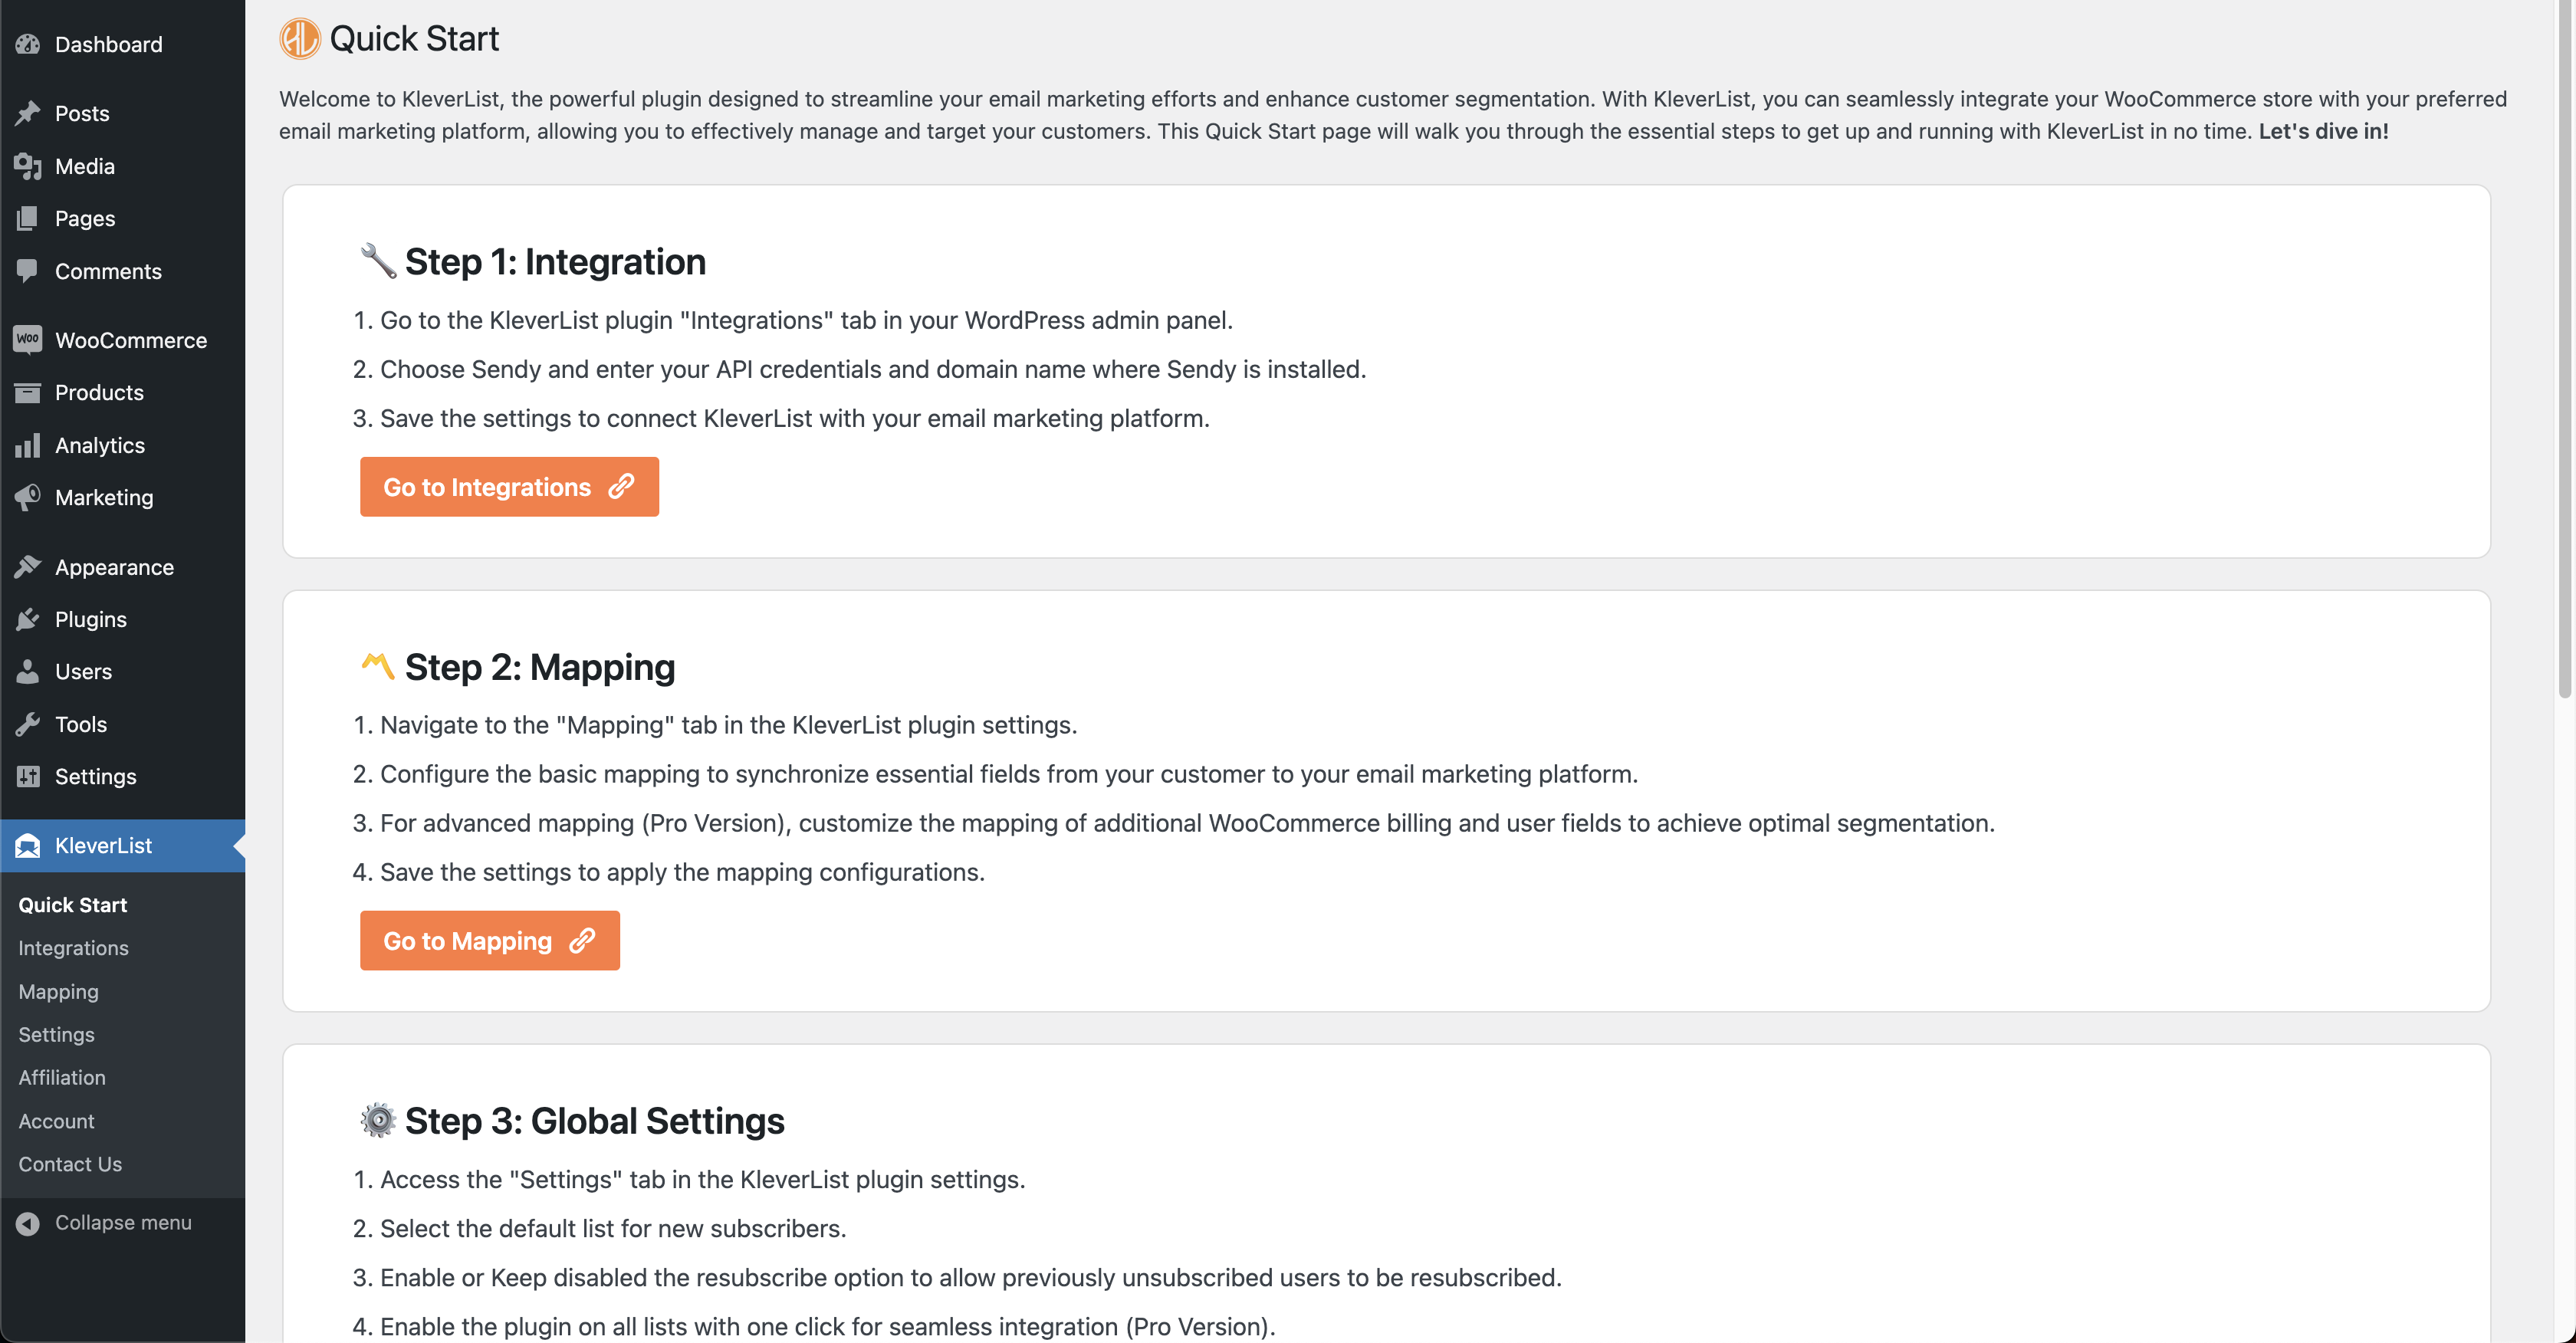 Dashboard
Posts
Media
Pages
Comments
WOO
WooCommerce
Products
Analytics
Marketing
Appearance
Plugins
Users
Tools
Settings
KleverList
Quick Start
Integrations
Mapping
Settings
Affiliation
Account
Contact Us
Collapse menu
Quick Start
Welcome to KleverList, the powerful plugin designed to streamline your email marketing efforts and enhance customer segmentation. With KleverList, you can seamlessly integrate your WooCommerce store with your preferred
email marketing platform, allowing you to effectively manage and target your customers. This Quick Start page will walk you through the essential steps to get up and running with KleverList in no time. Let's dive in!
Step 1: Integration
1. Go to the KleverList plugin "Integrations" tab in your WordPress admin panel.
2. Choose Sendy and enter your API credentials and domain name where Sendy is installed.
3. Save the settings to connect KleverList with your email marketing platform.
Go to Integrations
Step 2: Mapping
1. Navigate to the "Mapping" tab in the KleverList plugin settings.
2. Configure the basic mapping to synchronize essential fields from your customer to your email marketing platform.
3. For advanced mapping (Pro Version), customize the mapping of additional WooCommerce billing and user fields to achieve optimal segmentation.
4. Save the settings to apply the mapping configurations.
Go to Mapping
Step 3: Global Settings
1. Access the "Settings" tab in the KleverList plugin settings.
2. Select the default list for new subscribers.
3. Enable or Keep disabled the resubscribe option to allow previously unsubscribed users to be resubscribed.
4. Enable the plugin on all lists with one click for seamless integration (Pro Version).